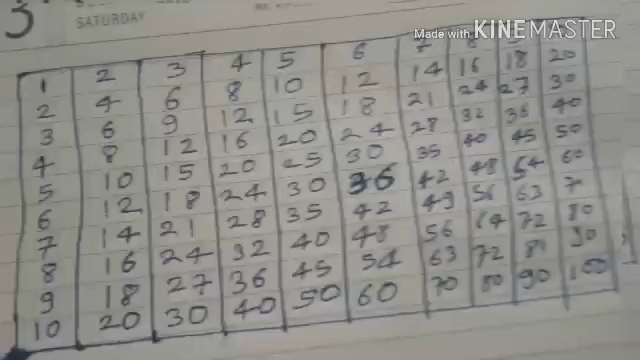 3
SATURDAY
Made with KINEMASTER
1 2 3 4 5 6 7 8 9
2 4 6 8 10 12 14 16 18 20
3 6 9 12 15 18 21 24 27 30
4 8 12 16 20 24 28 32 36 40
5 10 15 20 25 30 35 40 45 50
6 12 18 24 30 36 42 48 54 60
7 14 21 28 35 42 49 56 63 70
8 16 24 32 40 48 56 64 72 80
9 18 27 36 45 54 63 72 81 90
10 20 30 40 50 60 70 80 90 100